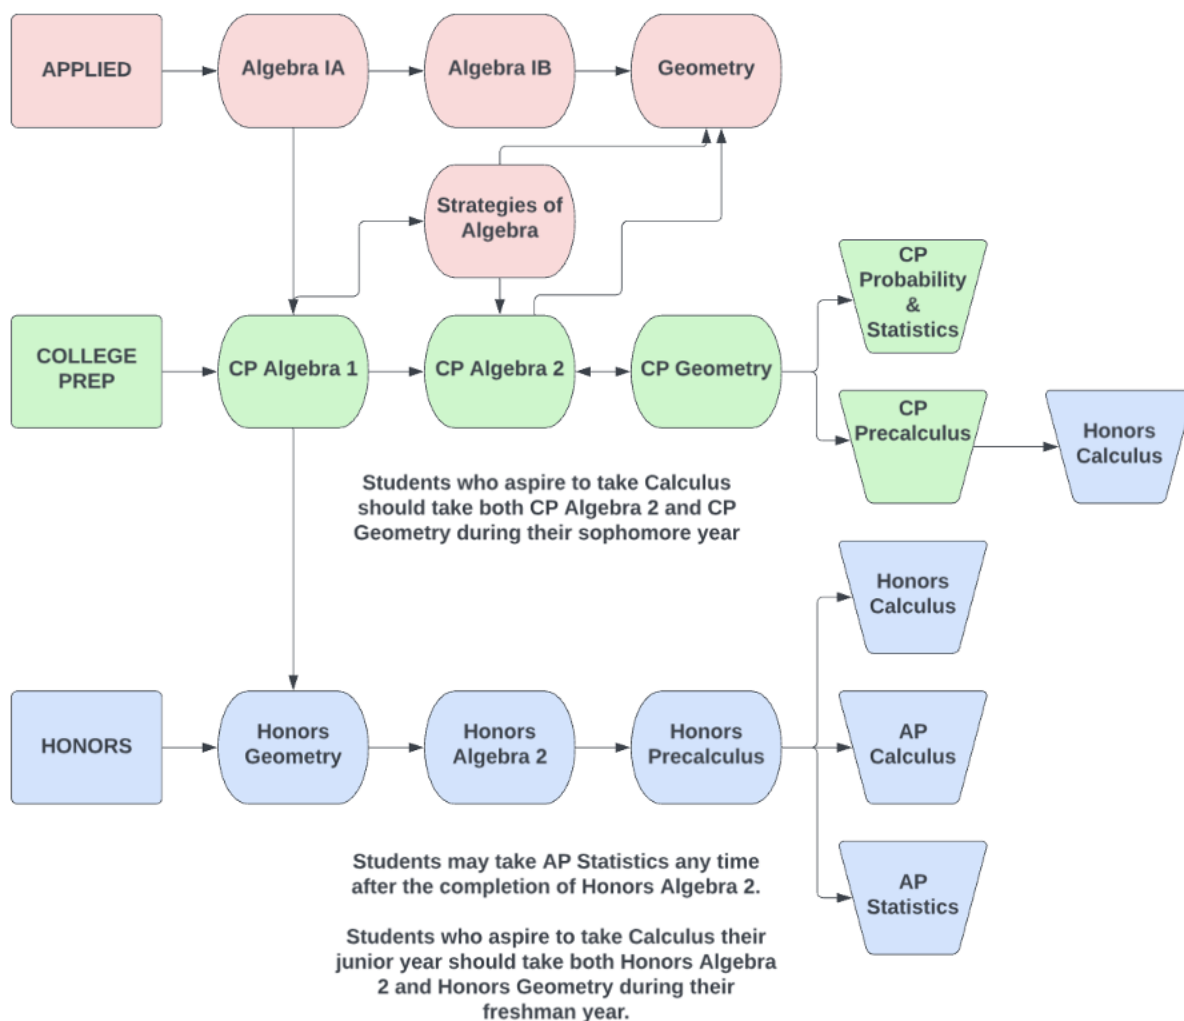 APPLIED
Algebra IA
Algebra IB
Geometry
Strategies of
Algebra
CP
Probability
&
Statistics
COLLEGE
PREP
CP Algebra 1
CP Algebra 2
CP Geometry
CP
Precalculus
Honors
Calculus
Students who aspire to take Calculus
should take both CP Algebra 2 and CP
Geometry during their sophomore year
Honors
Calculus
HONORS
Honors
Geometry
Honors
Algebra 2
Honors
Precalculus
AP
Calculus
AP
Statistics
Students may take AP Statistics any time
after the completion of Honors Algebra 2.
Students who aspire to take Calculus their
junior year should take both Honors Algebra
2 and Honors Geometry during their
freshman year.